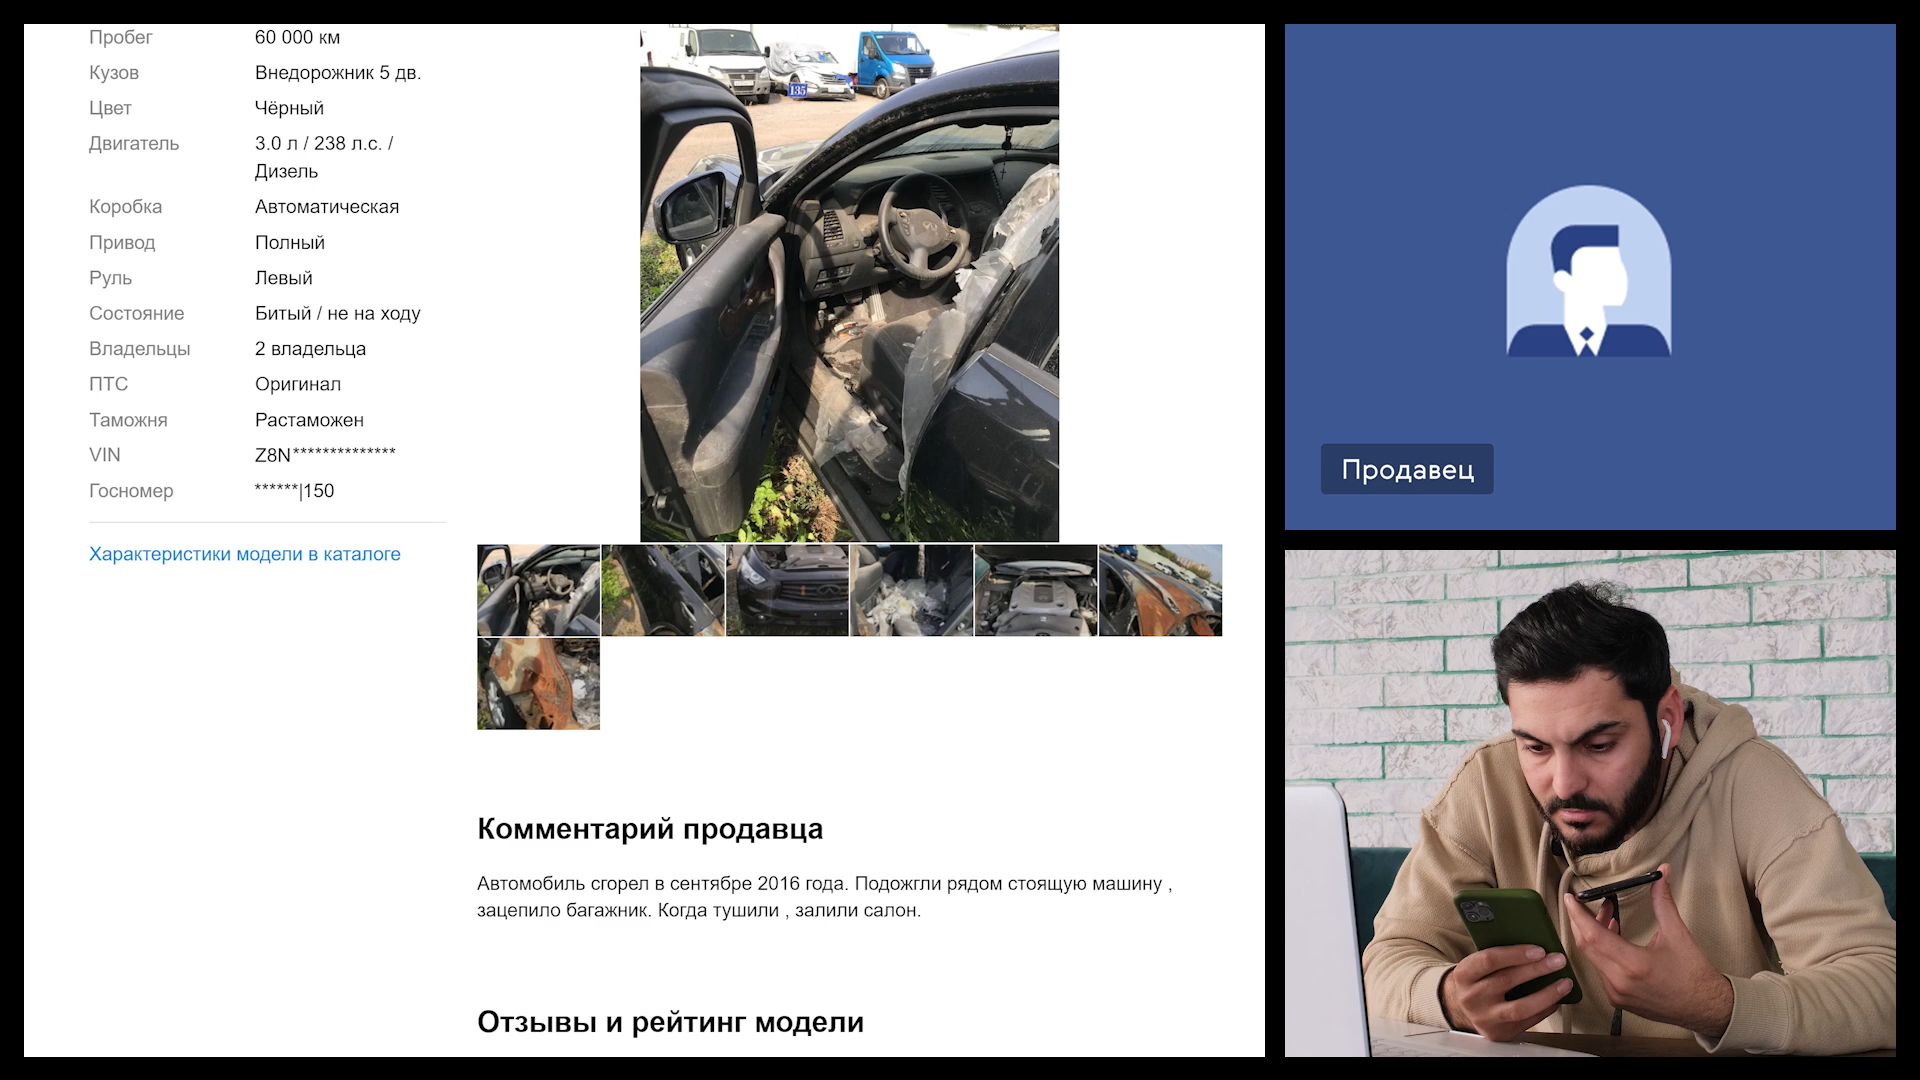 Пробег 60 000 км
Кузов Внедорожник 5 дв.
Цвет Чёрный
Двигатель 3.0 л / 238 л.с. /
Дизель
Коробка Автоматическая
Привод Полный
Руль Левый
Состояние Битый / не на ходу
Владельцы 2 владельца
ПТС Оригинал
Таможня Растаможен
VIN Z8N**************
Госномер ******|150
Характеристики модели в каталоге
135
Комментарий продавца
Автомобиль сгорел в сентябре 2016 года. Подожгли рядом стоящую машину ,
зацепило багажник. Когда тушили , залили салон.
Отзывы и рейтинг модели
Продавец